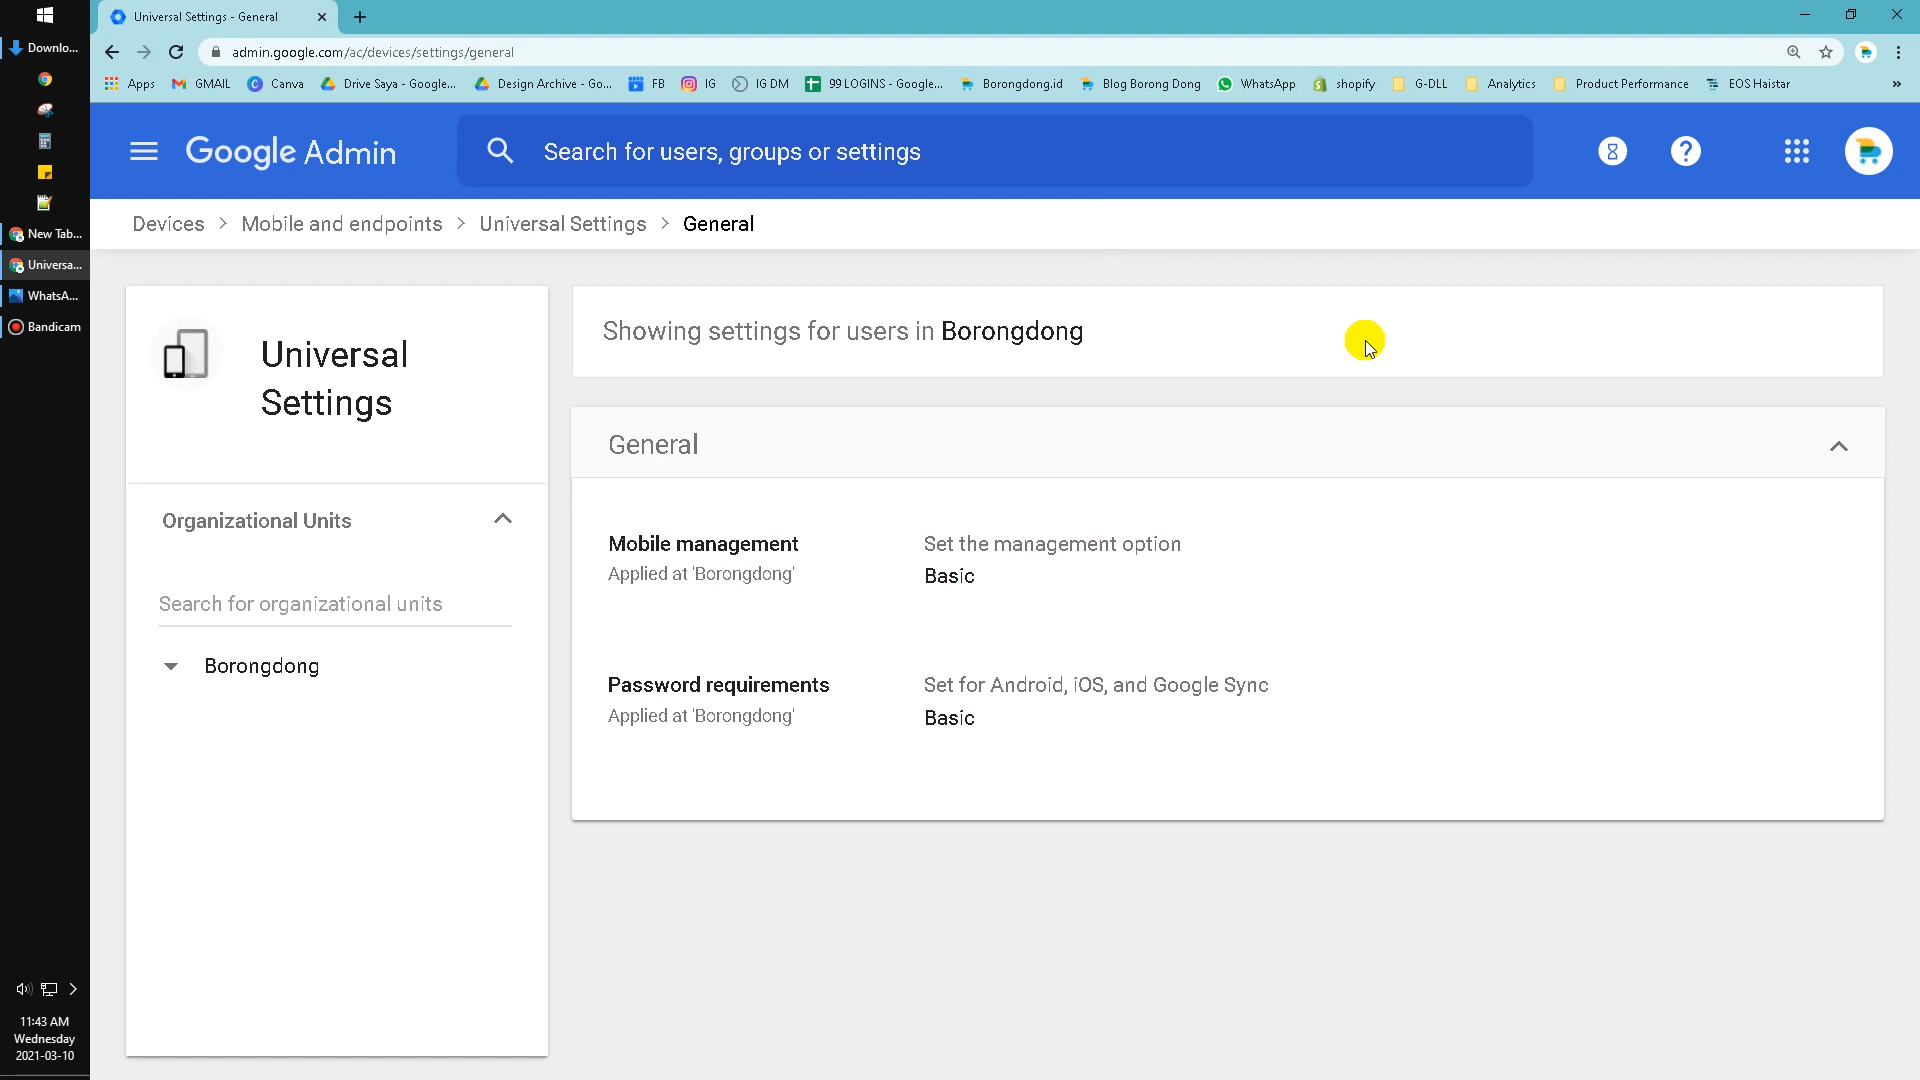 Universal Settings - General
Downlo...
admin.google.com/ac/devices/settings/general
Apps GMAIL Canva Drive Saya - Google... Design Archive - Go... FB IG IG DM 99 LOGINS - Google... Borongdong.id Blog Borong Dong WhatsApp shopify G-DLL Analytics Product Performance EOS Haistar »
Google Admin
Search for users, groups or settings
New Tab...
Universa...
WhatsA...
Bandicam
Devices > Mobile and endpoints > Universal Settings > General
Universal
Settings
Organizational Units
Search for organizational units
Borongdong
Showing settings for users in Borongdong
General
Mobile management
Applied at 'Borongdong'
Set the management option
Basic
Password requirements
Applied at 'Borongdong'
Set for Android, iOS, and Google Sync
Basic
11:43 AM
Wednesday
2021-03-10